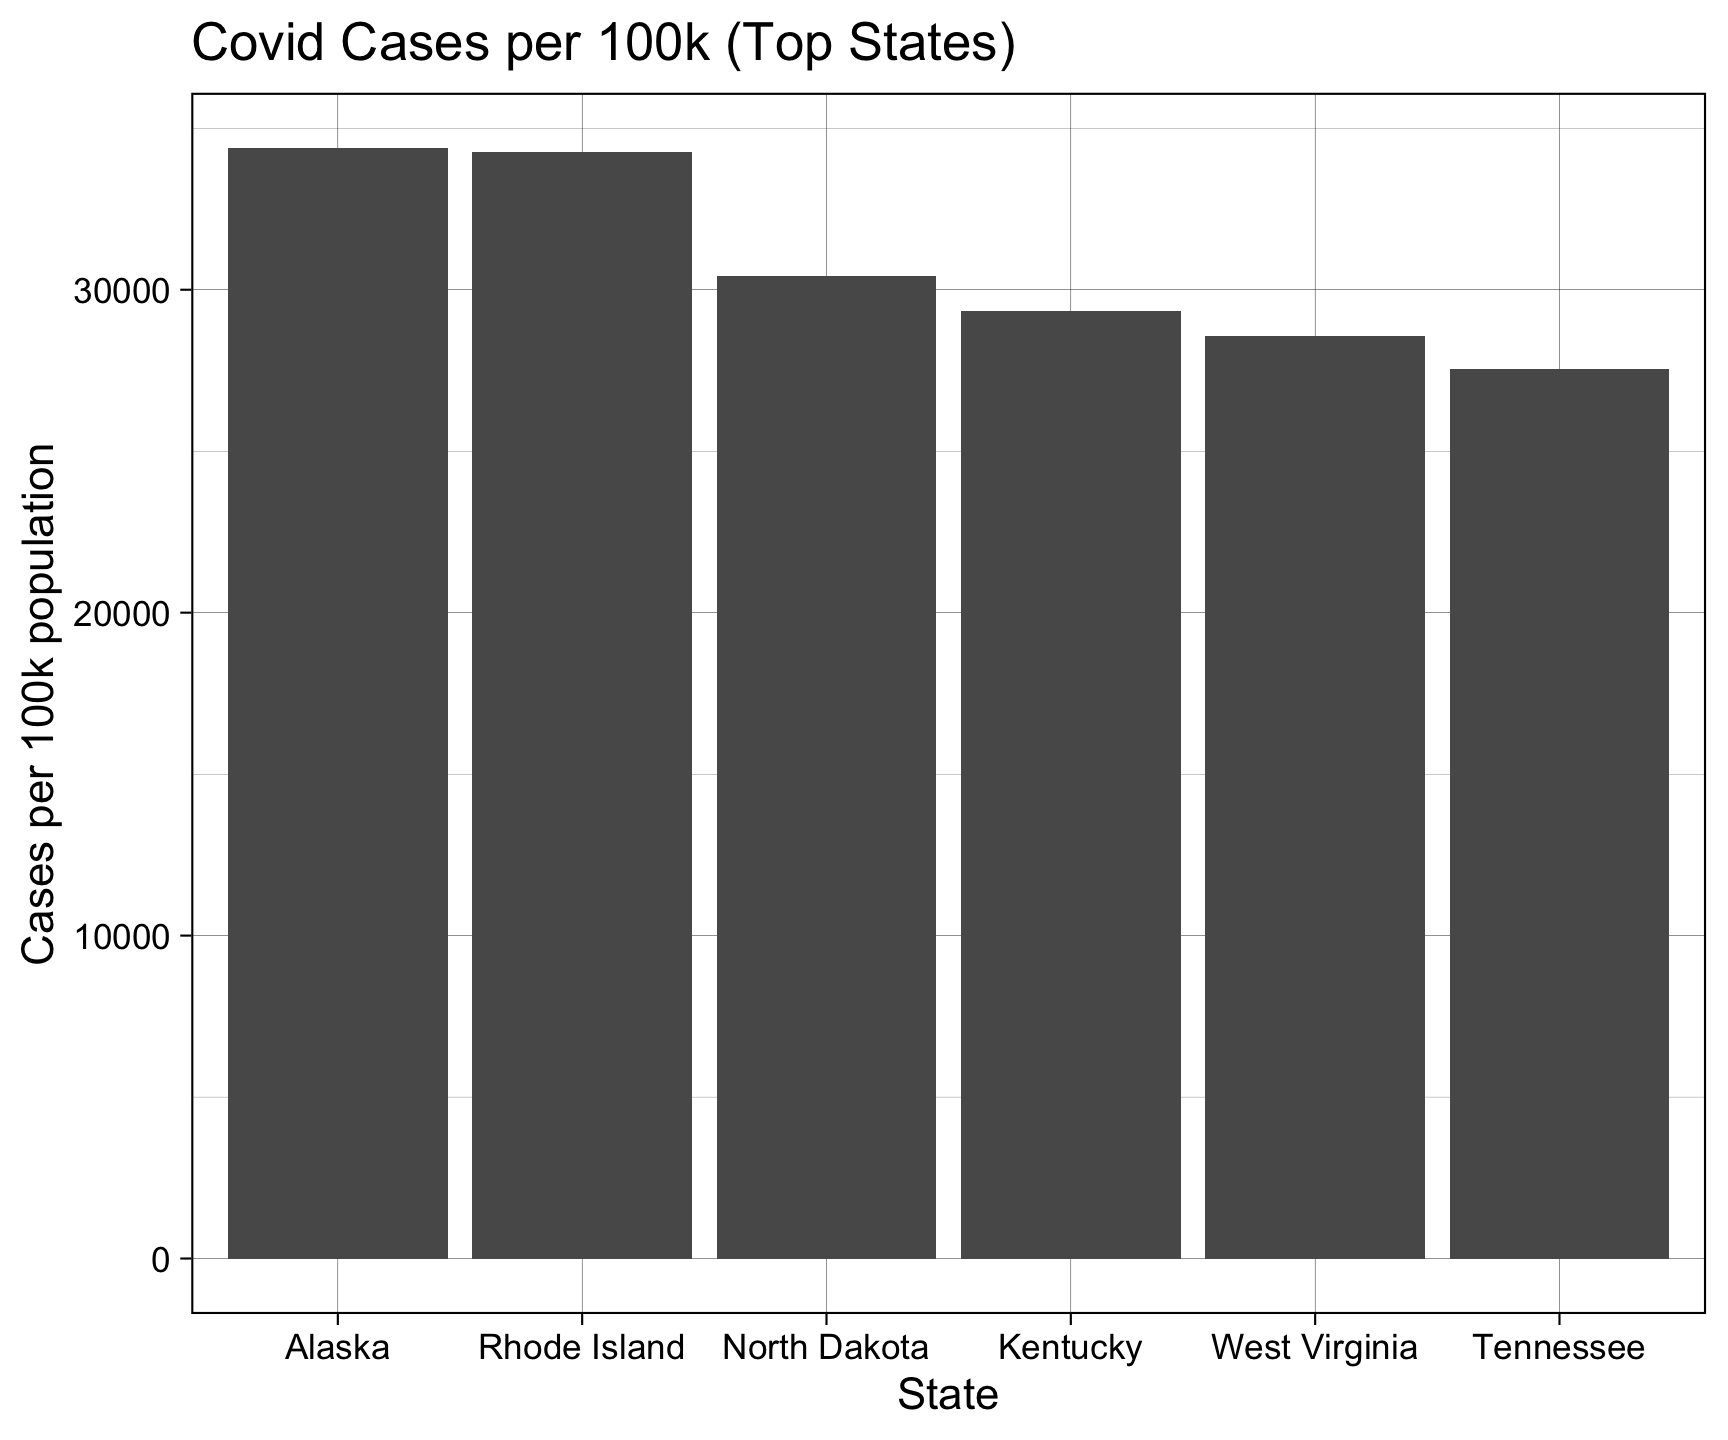 Covid Cases per 100k (Top States)
Cases per 100k population
30000
20000
10000
0
Alaska Rhode Island North Dakota Kentucky West Virginia Tennessee
State